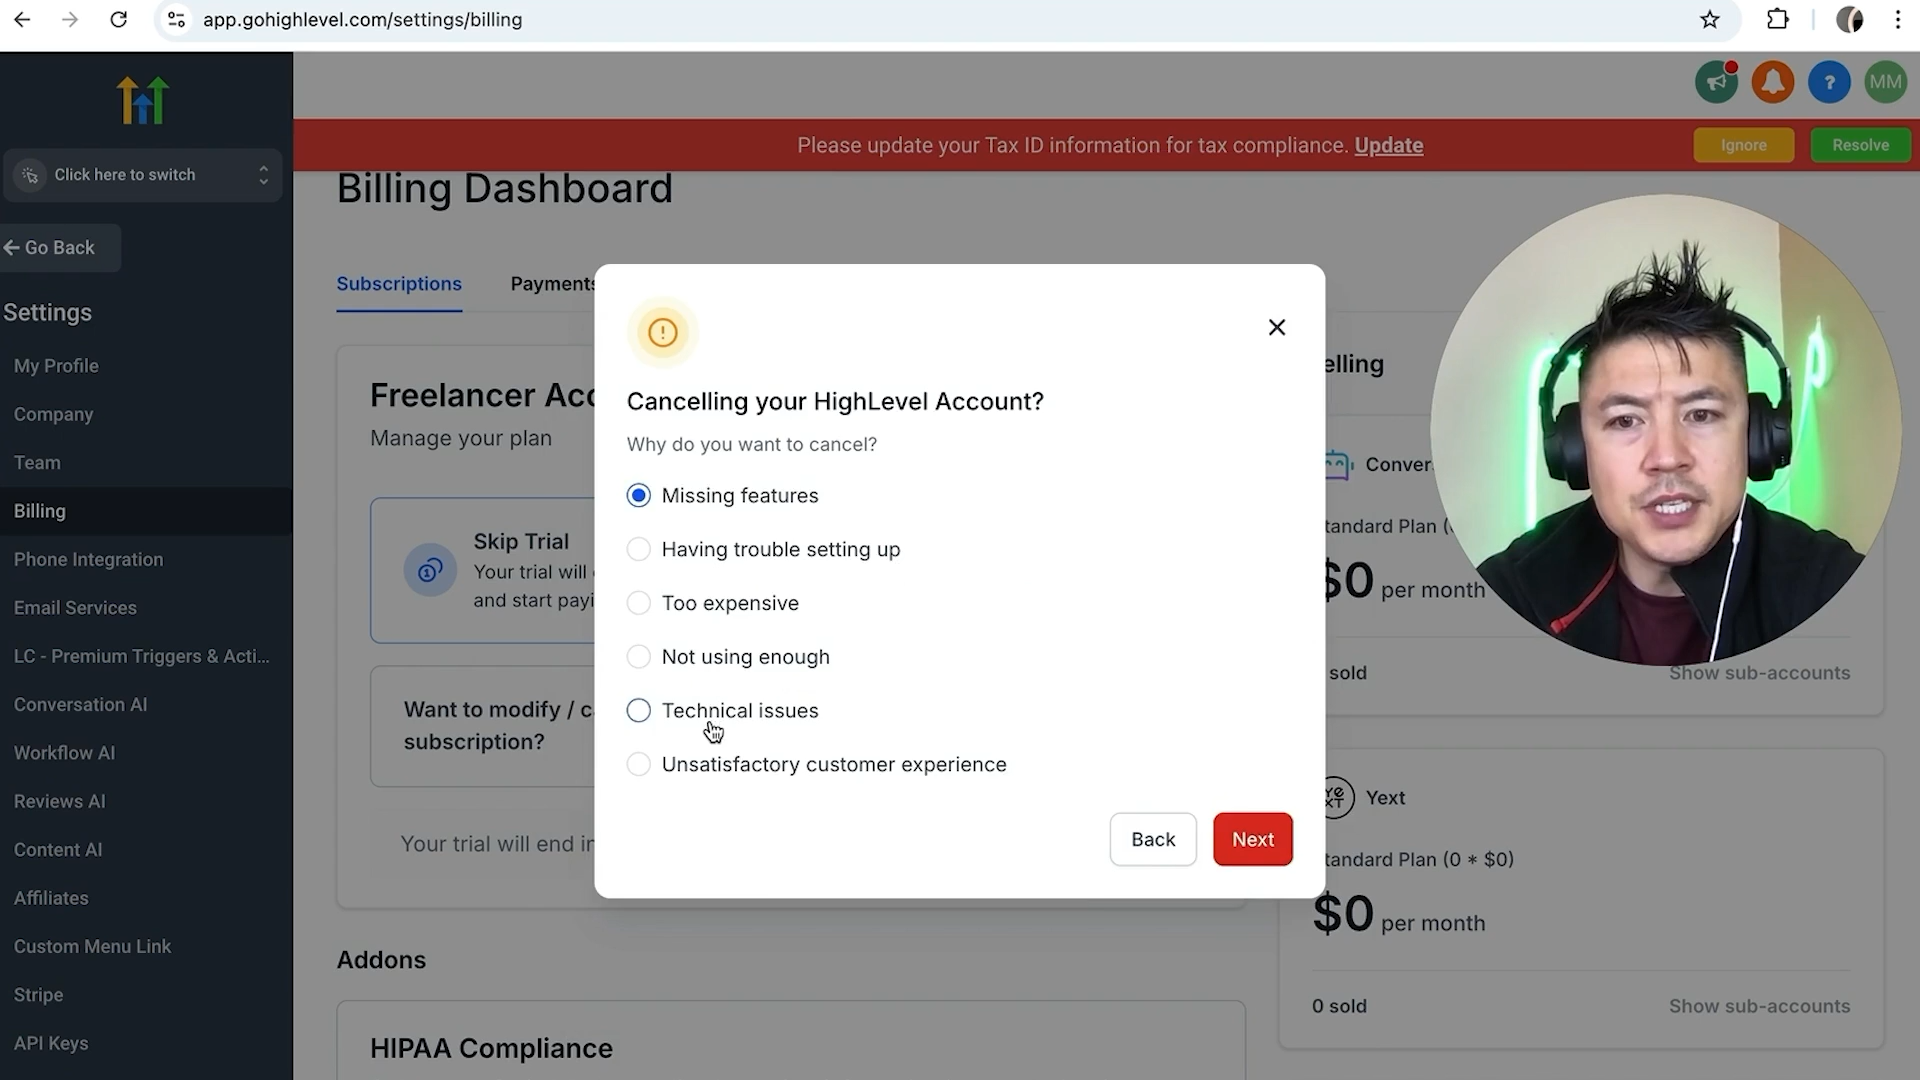 app.gohighlevel.com/settings/billing
MM
Click here to switch
Please update your Tax ID information for tax compliance. Update
Ignore
Resolve
Go Back
Billing Dashboard
Settings
Subscriptions
Payments
My Profile
Company
Team
Billing
Phone Integration
Email Services
LC - Premium Triggers & Acti...
Conversation AI
Workflow AI
Reviews AI
Content AI
Affiliates
Custom Menu Link
Stripe
API Keys
Freelancer Acc
Manage your plan
Skip Trial
Your trial will
and start payi
Want to modify / c
subscription?
Your trial will end in
Addons
HIPAA Compliance
Cancelling your HighLevel Account?
Why do you want to cancel?
Missing features
Having trouble setting up
Too expensive
Not using enough
Technical issues
Unsatisfactory customer experience
Back
Next
elling
Conver
tandard Plan (
$0 per month
sold
Show sub-accounts
Yext
tandard Plan (0 * $0)
$0 per month
0 sold
Show sub-accounts